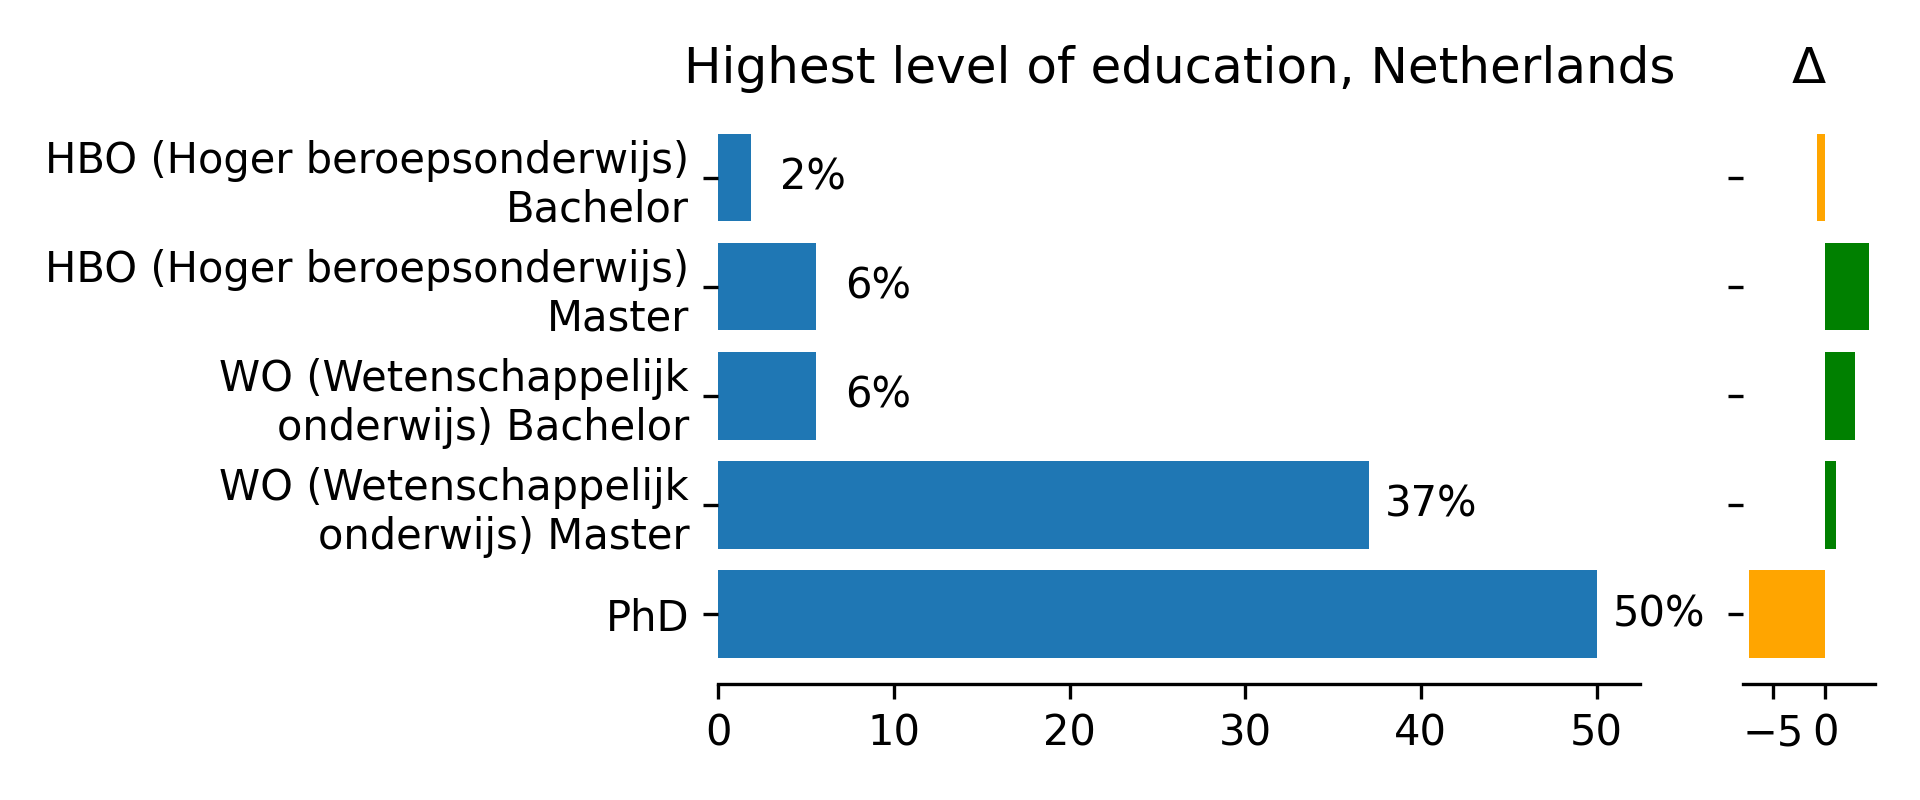 Highest level of education, Netherlands
Δ
HBO (Hoger beroepsonderwijs)
Bachelor
2%
HBO (Hoger beroepsonderwijs)
Master
6%
WO (Wetenschappelijk
onderwijs) Bachelor
6%
WO (Wetenschappelijk
onderwijs) Master
37%
PhD
50%
0 10 20 30 40 50
−5 0